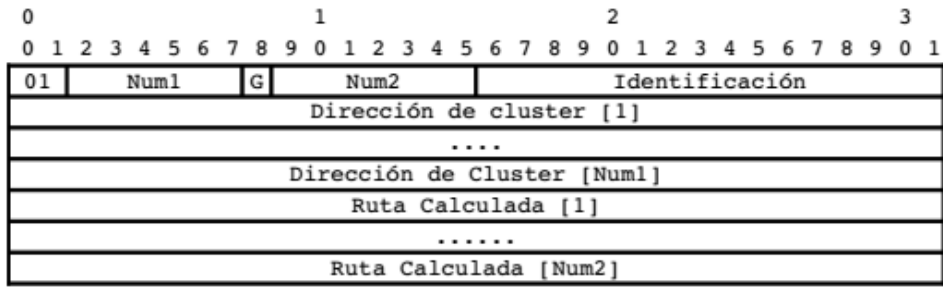 0 1 2 3
0 1 2 3 4 5 6 7 8 9 0 1 2 3 4 5 6 7 8 9 0 1 2 3 4 5 6 7 8 9 0 1
01 Num1 G Num2 Identificación
Dirección de cluster [1]
....
Dirección de Cluster [Num1]
Ruta Calculada [1]
......
Ruta Calculada [Num2]